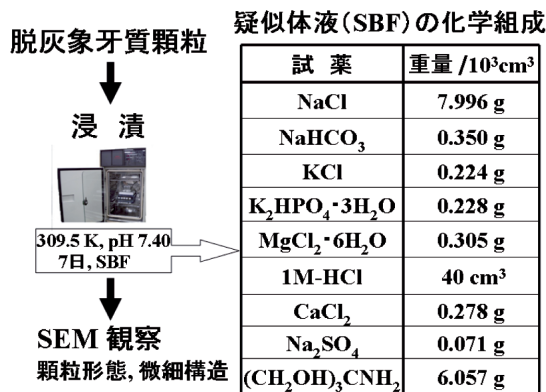 脱灰象牙質顆粒
浸 漬
309.5 K, pH 7.40
7日, SBF
SEM 観察
顆粒形態, 微細構造
疑似体液（SBF）の化学組成
試 薬 重量 /10³cm³
NaCl 7.996 g
NaHCO₃ 0.350 g
KCl 0.224 g
K₂HPO₄・3H₂O 0.228 g
MgCl₂・6H₂O 0.305 g
1M-HCl 40 cm³
CaCl₂ 0.278 g
Na₂SO₄ 0.071 g
(CH₂OH)₃CNH₂ 6.057 g